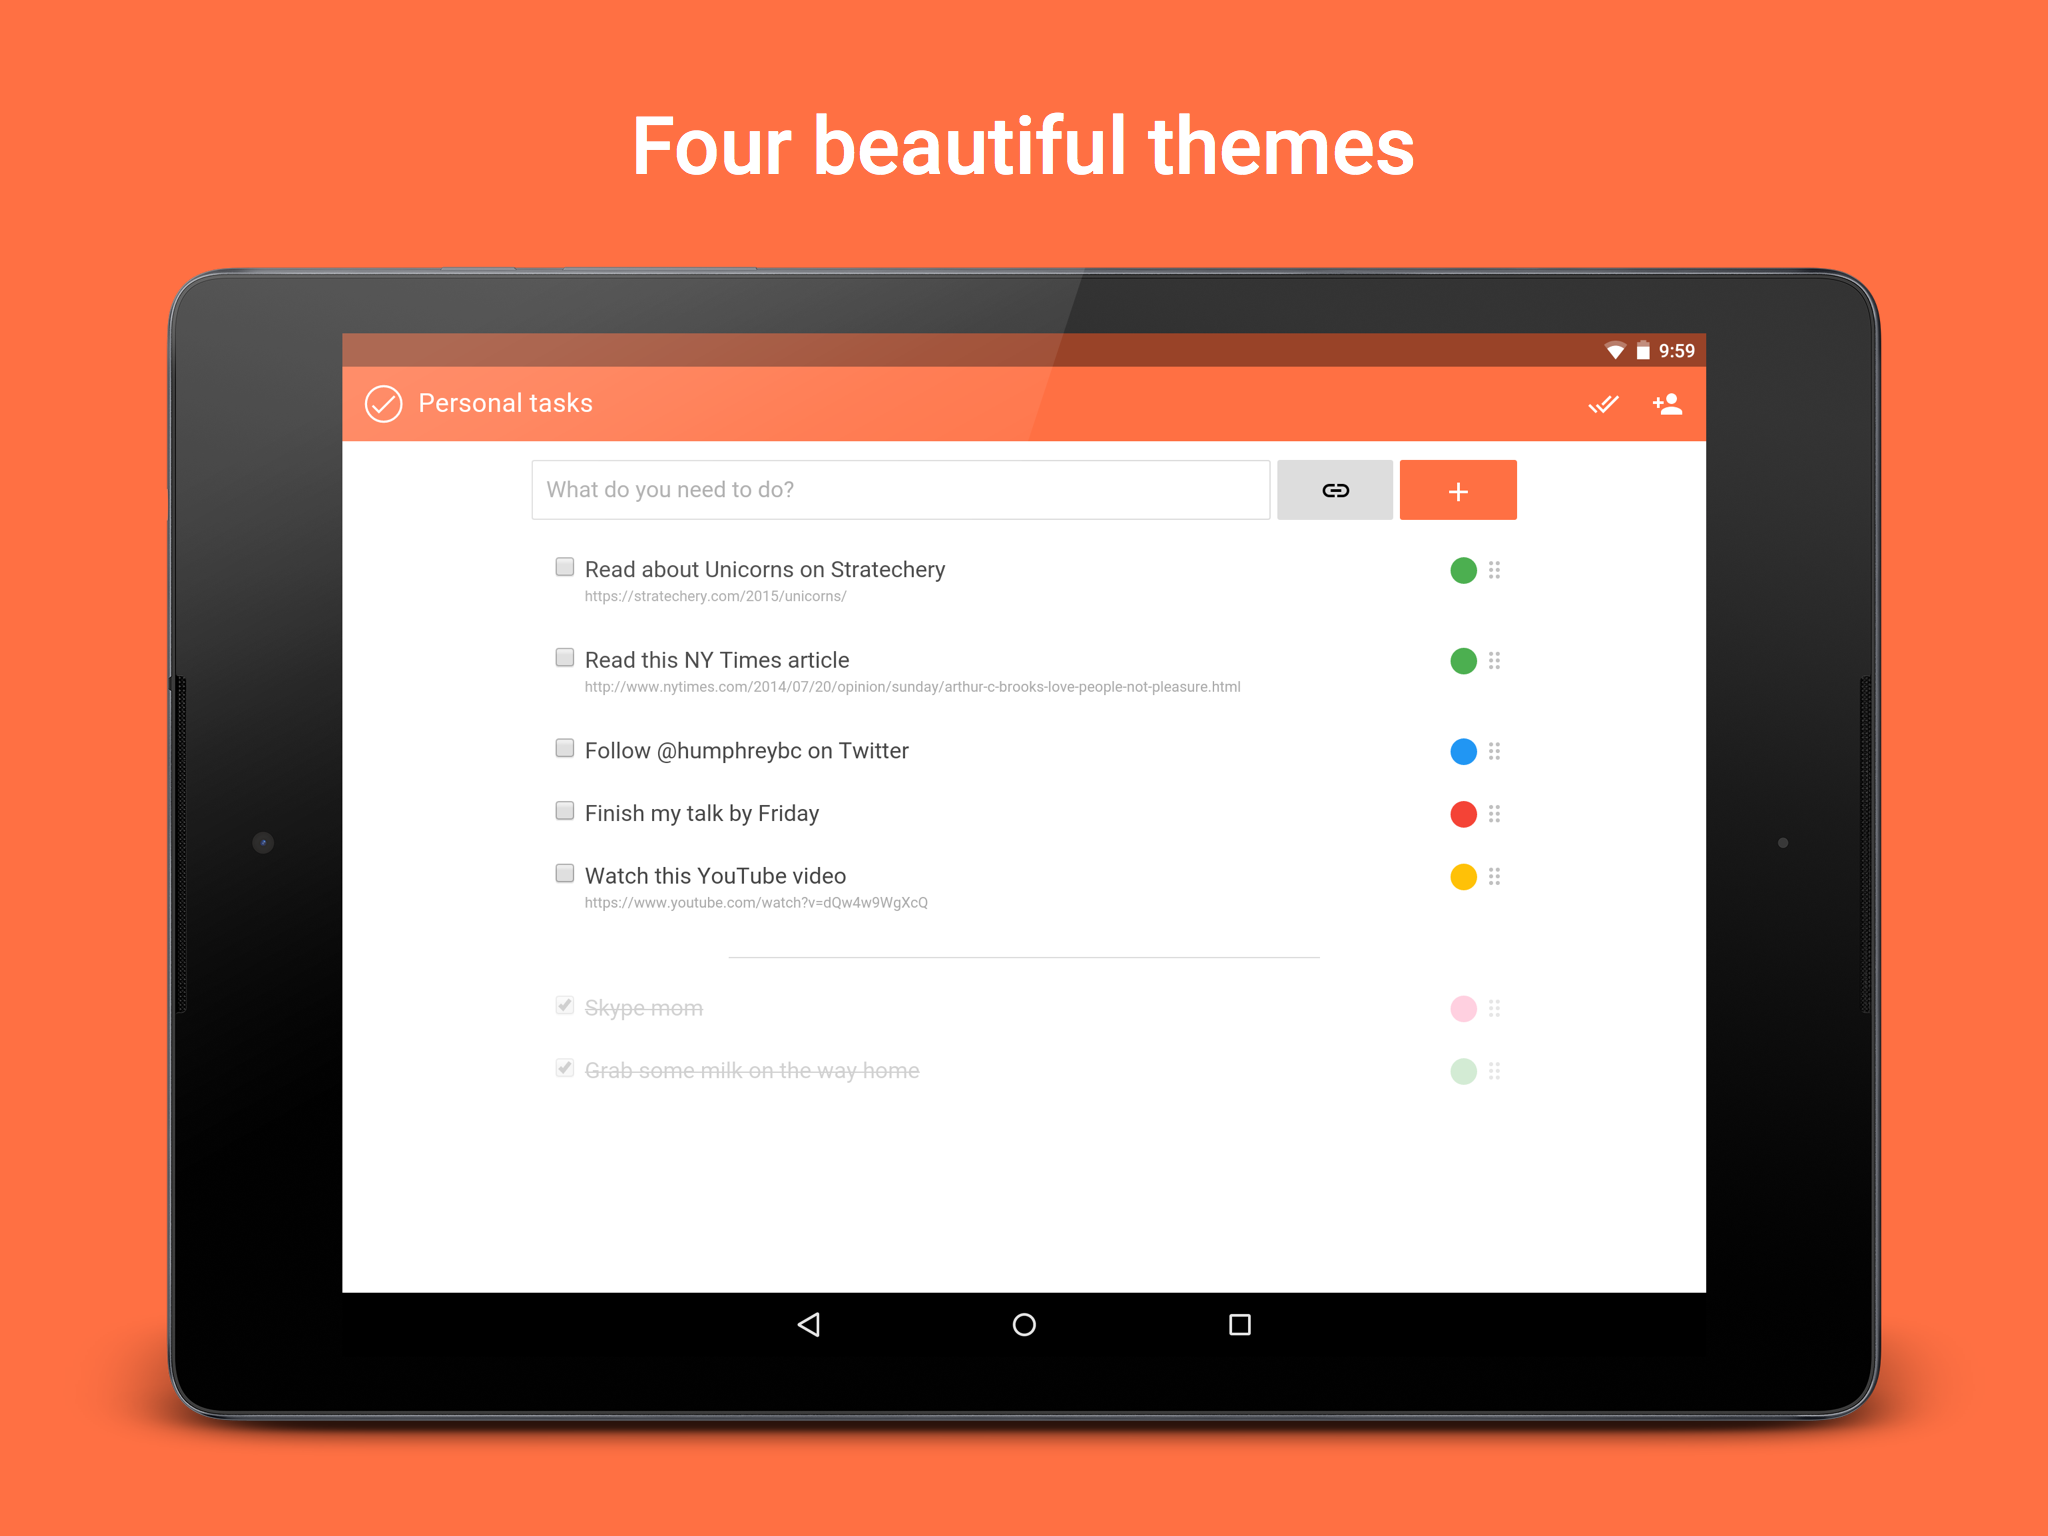 Four beautiful themes
9:59
Personal tasks
What do you need to do?
Read about Unicorns on Stratechery
https://stratechery.com/2015/unicorns/
Read this NY Times article
http://www.nytimes.com/2014/07/20/opinion/sunday/arthur-c-brooks-love-people-not-pleasure.html
Follow @humphreybc on Twitter
Finish my talk by Friday
Watch this YouTube video
https://www.youtube.com/watch?v=dQw4w9WgXcQ
Skype mom
Grab some milk on the way home